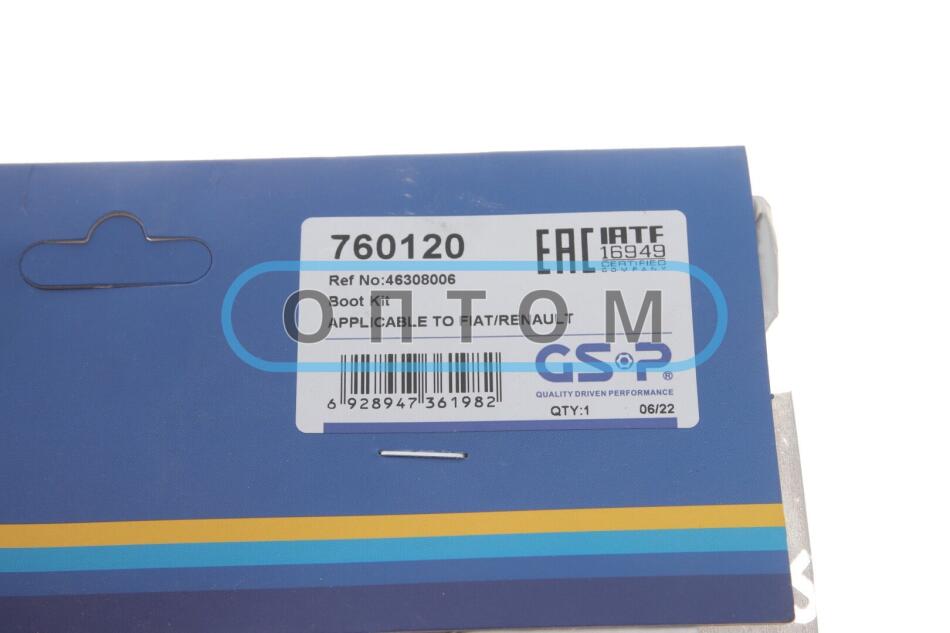 760120
EAC IATF
16949
CERTIFIED
COMPANY
Ref No:46308006
Boot Kit
APPLICABLE TO FIAT/RENAULT
ОПТОМ
GSP®
QUALITY DRIVEN PERFORMANCE
6 928947 361982
QTY:1 06/22
S